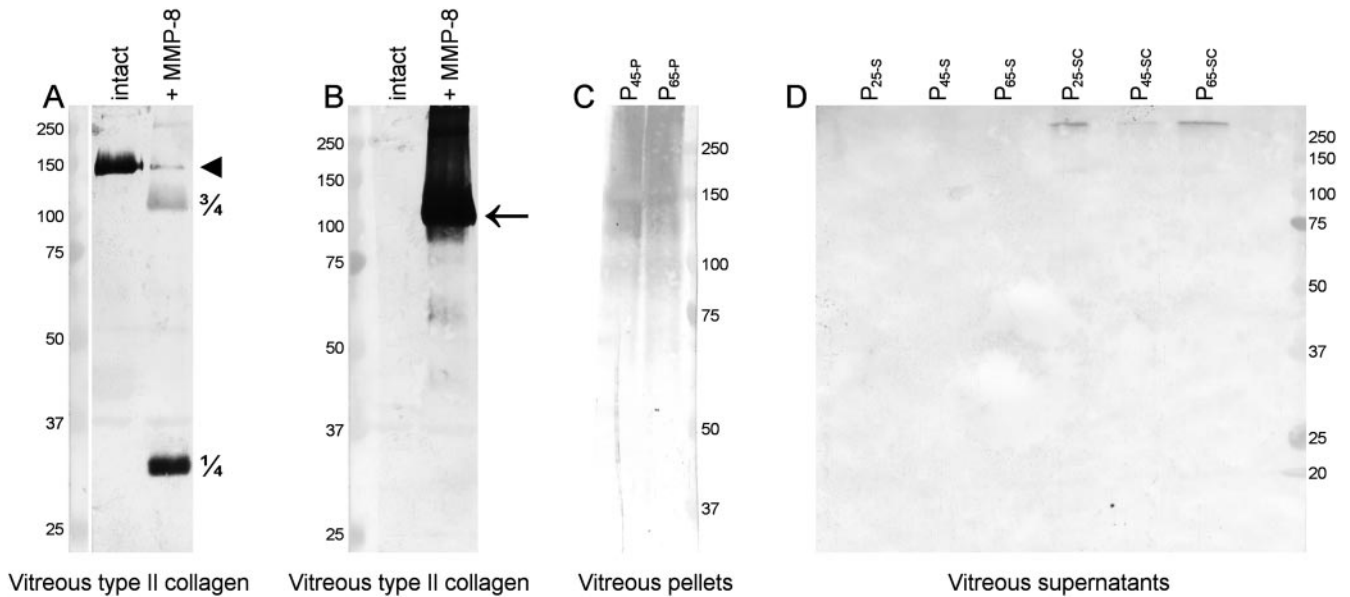 A
intact
+ MMP-8
250
150
100
75
50
37
25
¾
¼
Vitreous type II collagen
B
intact
+ MMP-8
250
150
100
75
50
37
25
Vitreous type II collagen
C
P45-P
P65-P
250
150
100
75
50
37
Vitreous pellets
D
P25-S
P45-S
P65-S
P25-SC
P45-SC
P65-SC
250
150
100
75
50
37
25
20
Vitreous supernatants